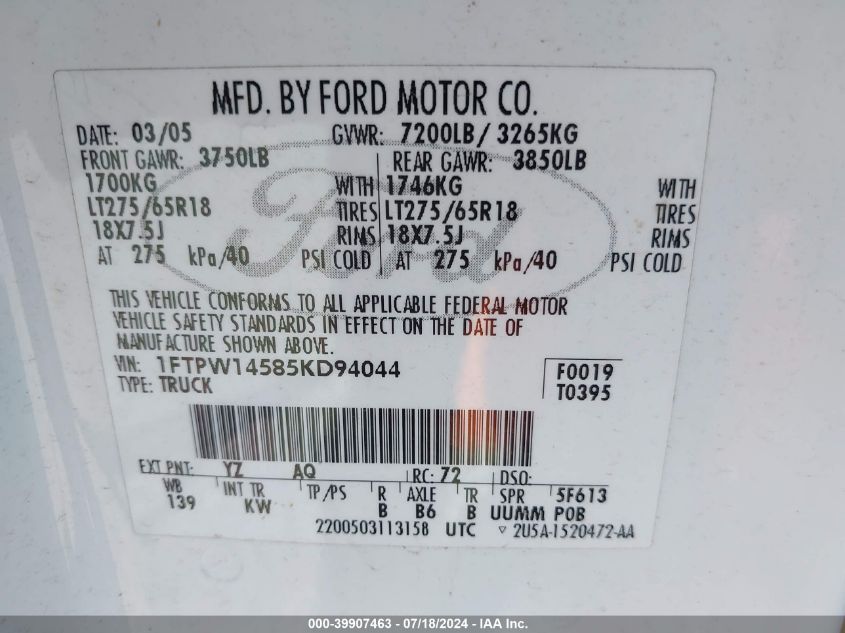 MFD. BY FORD MOTOR CO.
DATE: 03/05 GVWR: 7200LB/ 3265KG
FRONT GAWR: 3750LB REAR GAWR: 3850LB
1700KG WITH 1746KG WITH
LT275/65R18 TIRES LT275/65R18 TIRES
18X7.5J RIMS 18X7.5J RIMS
AT 275 kPa/40 PSI COLD AT 275 kPa/40 PSI COLD
Ford
THIS VEHICLE CONFORMS TO ALL APPLICABLE FEDERAL MOTOR
VEHICLE SAFETY STANDARDS IN EFFECT ON THE DATE OF
MANUFACTURE SHOWN ABOVE.
VIN: 1FTPW14585KD94044 F0019
TYPE: TRUCK T0395
EXT PNT: YZ AQ RC: 72 DSO:
WB INT TR TP/PS R AXLE TR SPR 5F613
139 KW B B6 B UUMM POB
2200503113158 UTC ▽ 2U5A-1520472-AA
000-39907463 - 07/18/2024 - IAA Inc.